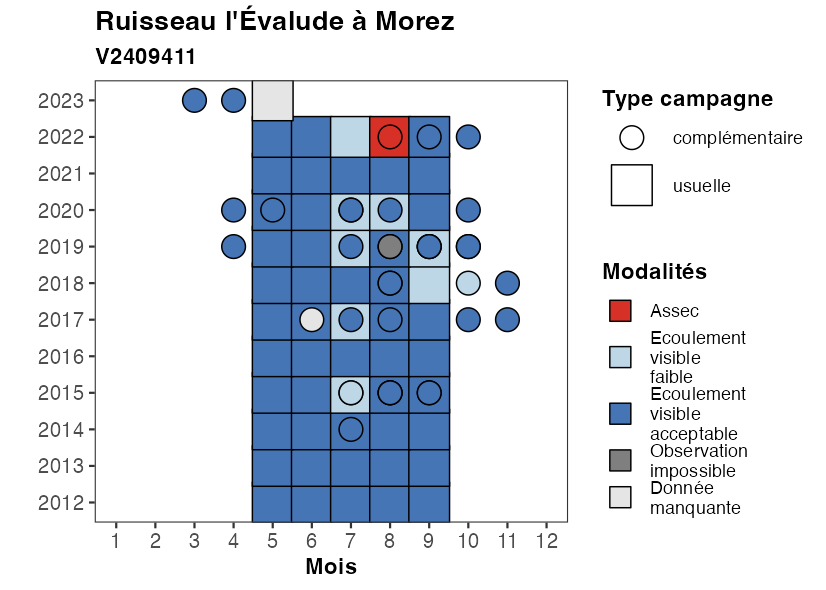 Ruisseau l'Évalude à Morez
V2409411
2023
2022
2021
2020
2019
2018
2017
2016
2015
2014
2013
2012
1 2 3 4 5 6 7 8 9 10 11 12
Mois
Type campagne
complémentaire
usuelle
Modalités
Assec
Ecoulement
visible
faible
Ecoulement
visible
acceptable
Observation
impossible
Donnée
manquante